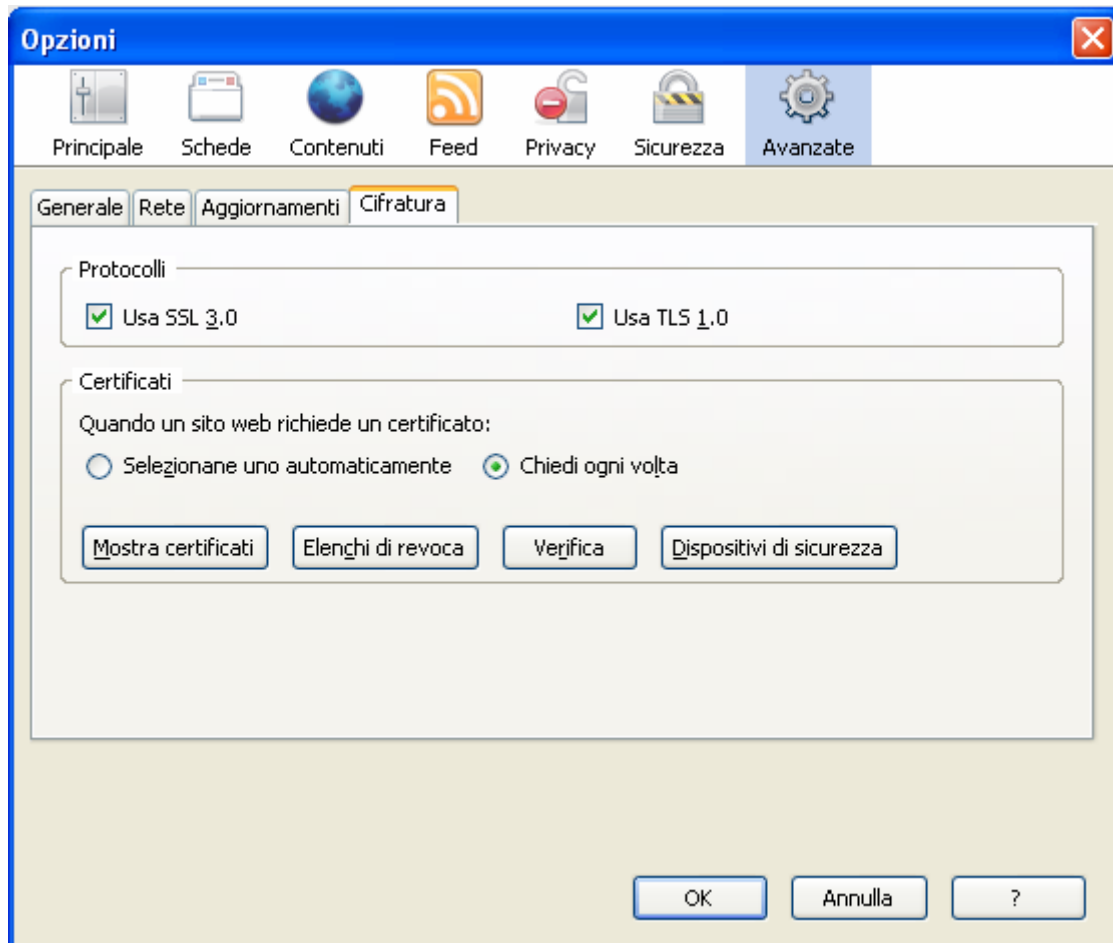 Opzioni
Principale Schede Contenuti Feed Privacy Sicurezza Avanzate
Generale Rete Aggiornamenti Cifratura
Protocolli
Usa SSL 3.0 Usa TLS 1.0
Certificati
Quando un sito web richiede un certificato:
Selezionane uno automaticamente Chiedi ogni volta
Mostra certificati Elenchi di revoca Verifica Dispositivi di sicurezza
OK Annulla ?